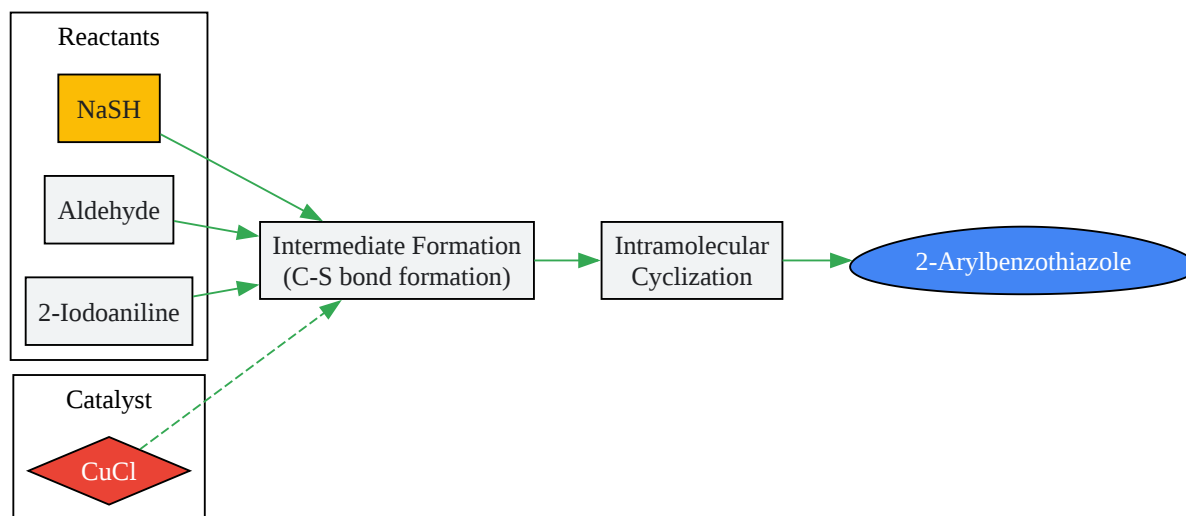 Reactants
NaSH
Aldehyde
2-Iodoaniline
Catalyst
CuCl
Intermediate Formation
(C-S bond formation)
Intramolecular
Cyclization
2-Arylbenzothiazole